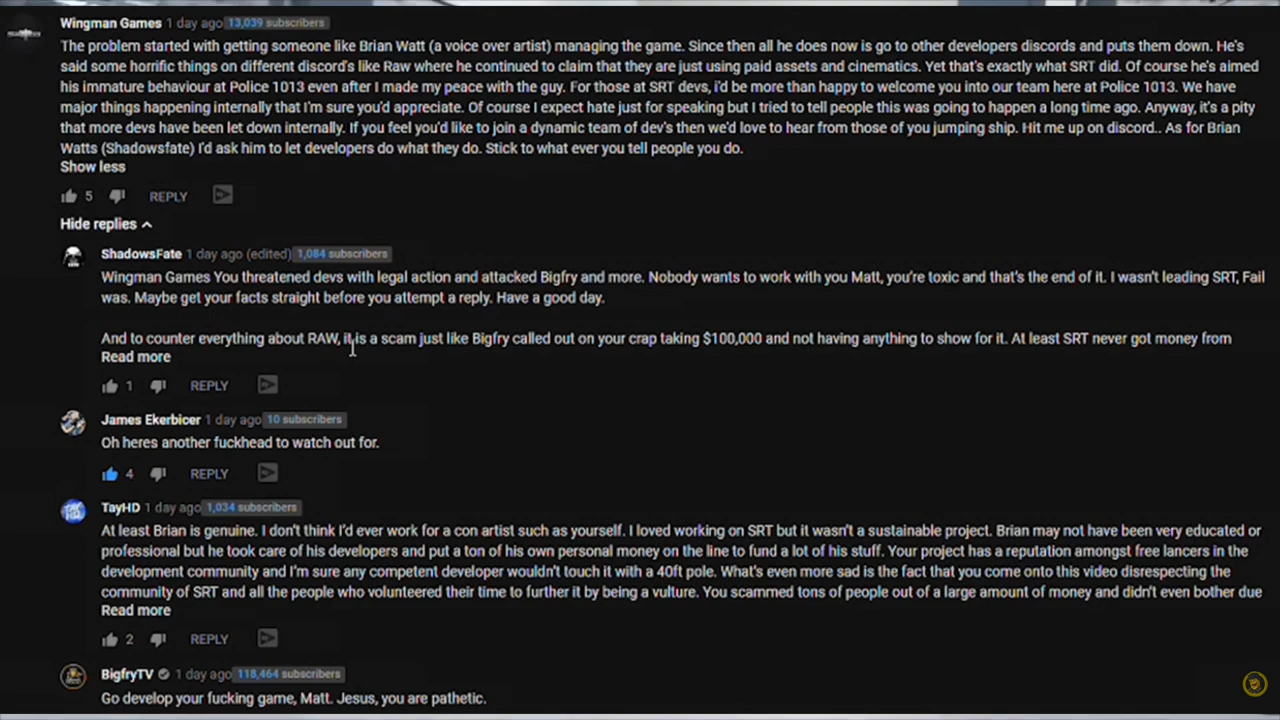 Wingman Games 1 day ago 13,039 subscribers
The problem started with getting someone like Brian Watt (a voice over artist) managing the game. Since then all he does now is go to other developers discords and puts them down. He's
said some horrific things on different discord's like Raw where he continued to claim that they are just using paid assets and cinematics. Yet that's exactly what SRT did. Of course he's aimed
his immature behaviour at Police 1013 even after I made my peace with the guy. For those at SRT devs, i'd be more than happy to welcome you into our team here at Police 1013. We have
major things happening internally that I'm sure you'd appreciate. Of course I expect hate just for speaking but I tried to tell people this was going to happen a long time ago. Anyway, it's a pity
that more devs have been let down internally. If you feel you'd like to join a dynamic team of dev's then we'd love to hear from those of you jumping ship. Hit me up on discord.. As for Brian
Watts (Shadowsfate) I'd ask him to let developers do what they do. Stick to what ever you tell people you do.
Show less
5 REPLY
Hide replies
ShadowsFate 1 day ago (edited) 1,084 subscribers
Wingman Games You threatened devs with legal action and attacked Bigfry and more. Nobody wants to work with you Matt, you're toxic and that's the end of it. I wasn't leading SRT, Fail
was. Maybe get your facts straight before you attempt a reply. Have a good day.
And to counter everything about RAW, it is a scam just like Bigfry called out on your crap taking $100,000 and not having anything to show for it. At least SRT never got money from
Read more
1 REPLY
James Ekerbicer 1 day ago 10 subscribers
Oh heres another fuckhead to watch out for.
4 REPLY
TayHD 1 day ago 1,034 subscribers
At least Brian is genuine. I don't think I'd ever work for a con artist such as yourself. I loved working on SRT but it wasn't a sustainable project. Brian may not have been very educated or
professional but he took care of his developers and put a ton of his own personal money on the line to fund a lot of his stuff. Your project has a reputation amongst free lancers in the
development community and I'm sure any competent developer wouldn't touch it with a 40ft pole. What's even more sad is the fact that you come onto this video disrespecting the
community of SRT and all the people who volunteered their time to further it by being a vulture. You scammed tons of people out of a large amount of money and didn't even bother due
Read more
2 REPLY
BigfryTV 1 day ago 118,464 subscribers
Go develop your fucking game, Matt. Jesus, you are pathetic.